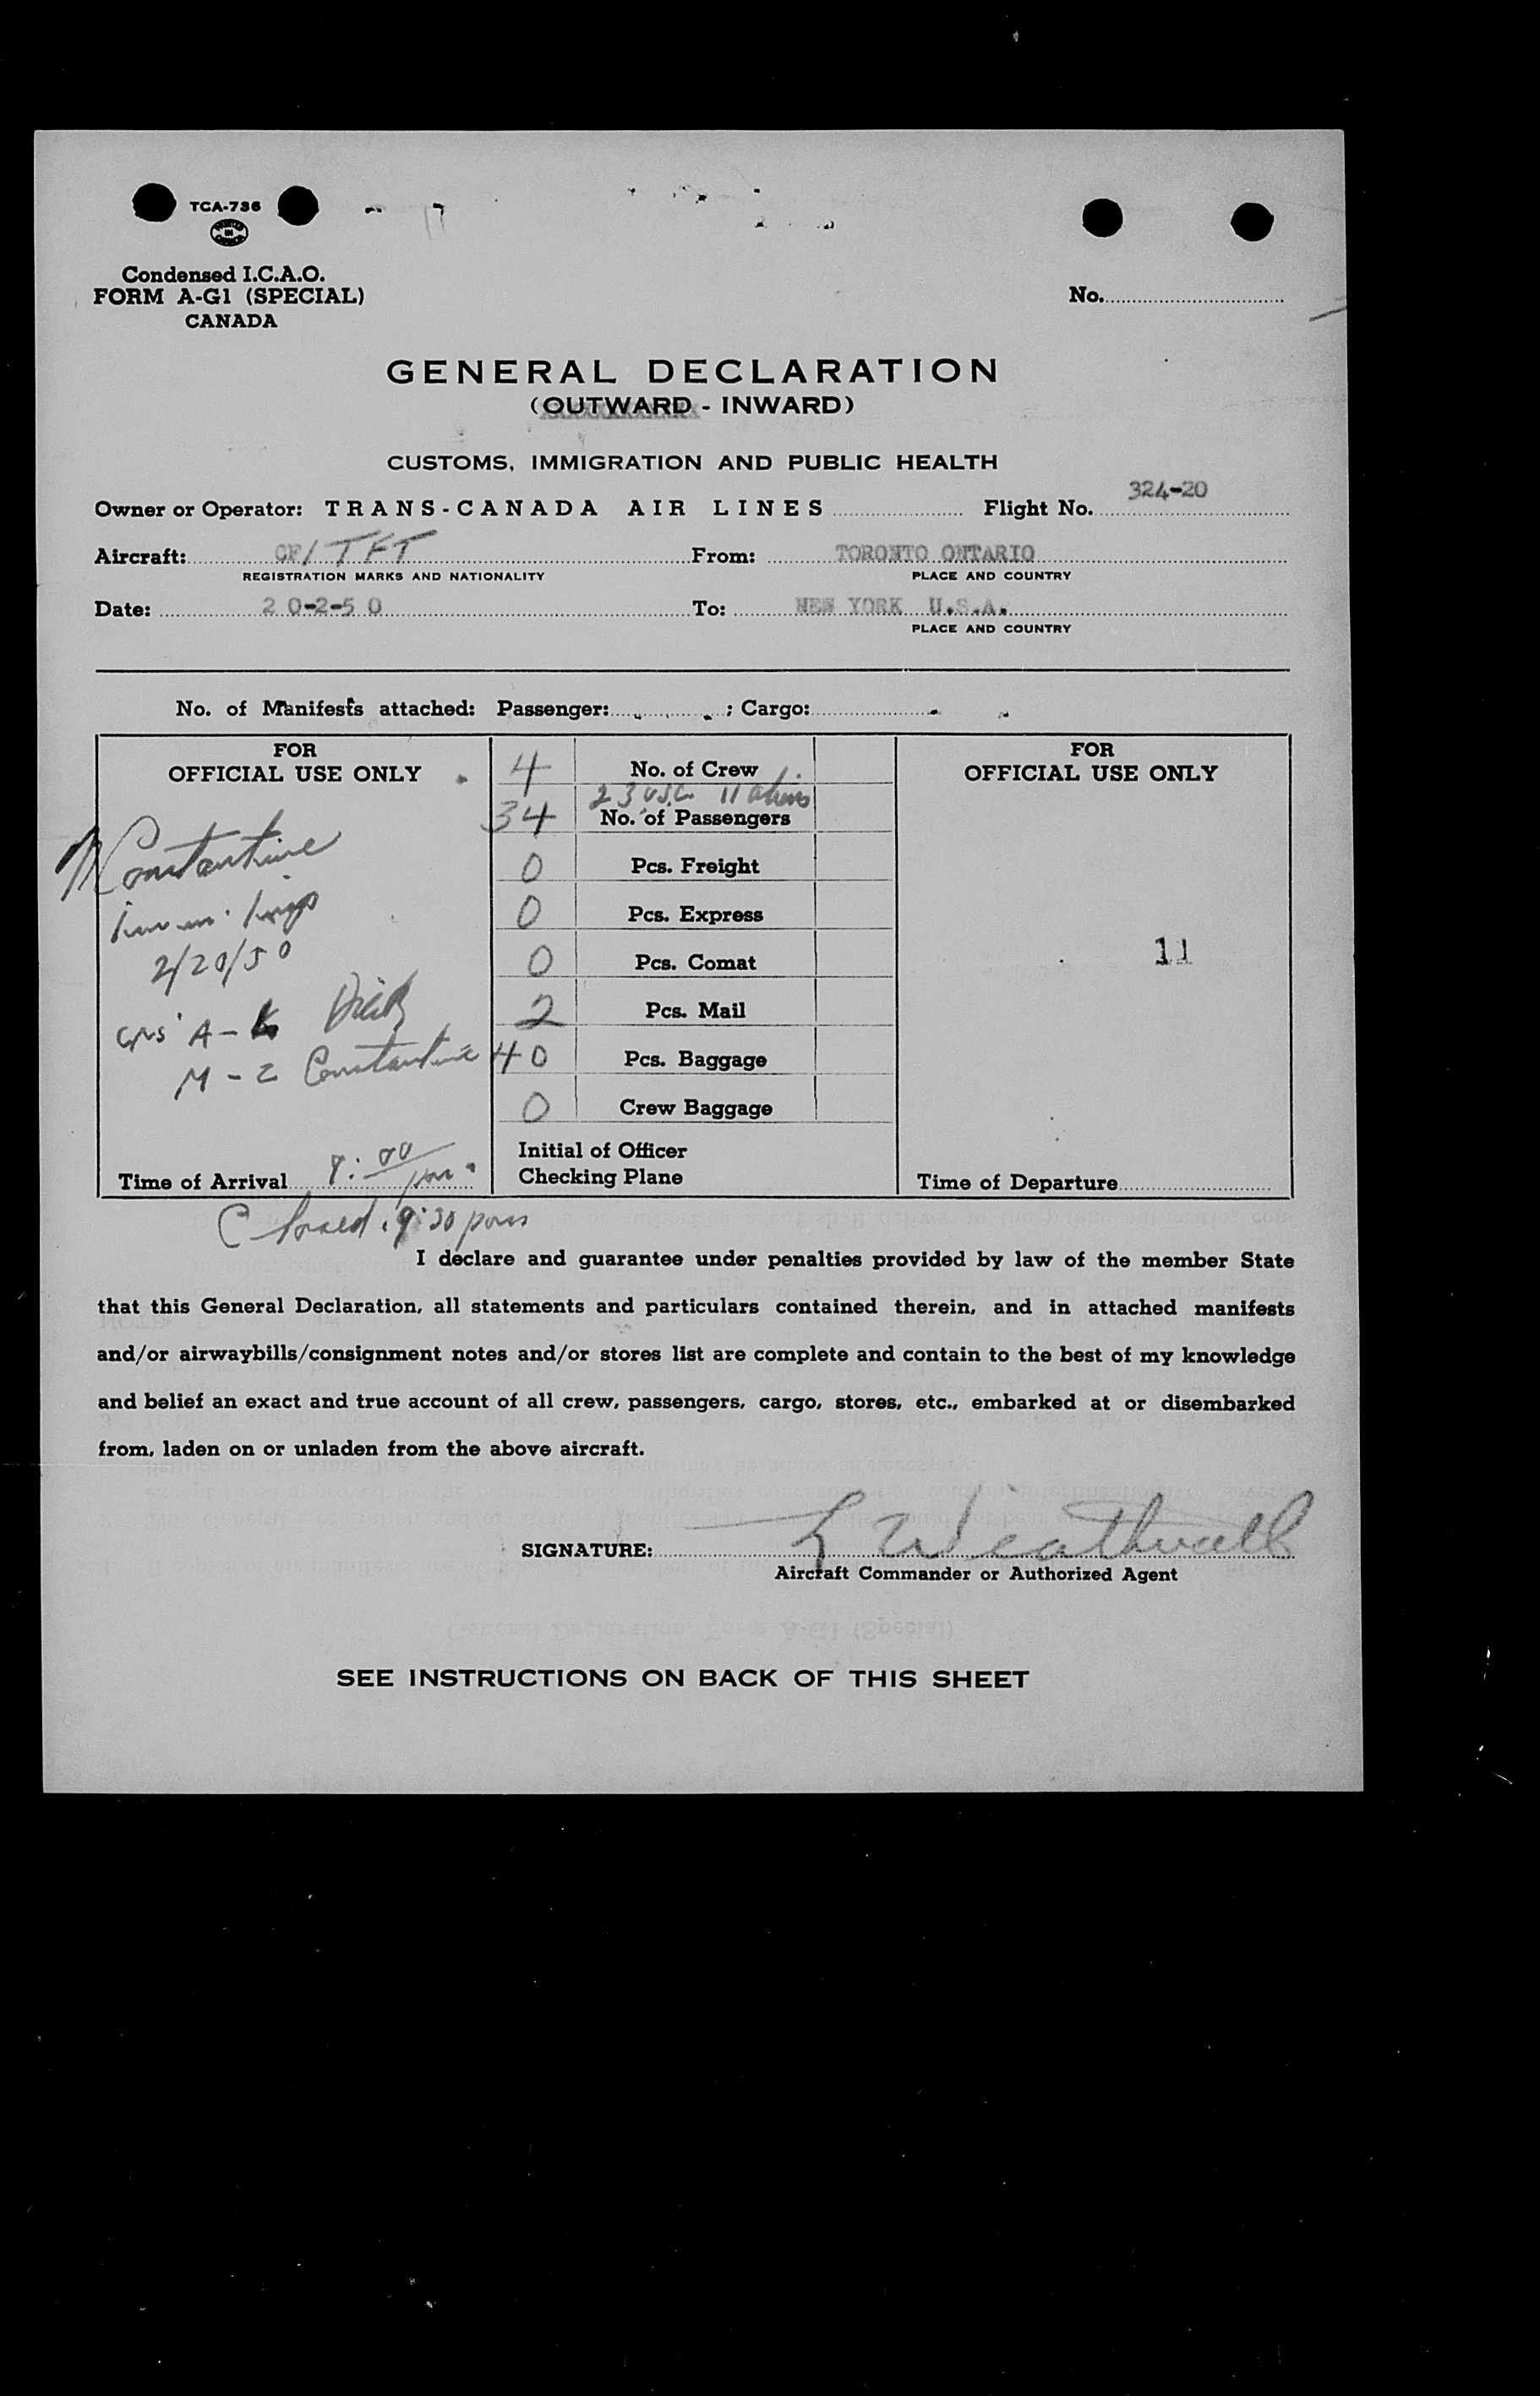 TCA-736
Condensed I.C.A.O.
FORM A-G1 (SPECIAL)
CANADA
No.
GENERAL DECLARATION
(OUTWARD - INWARD)
CUSTOMS, IMMIGRATION AND PUBLIC HEALTH
Owner or Operator: TRANS-CANADA AIR LINES Flight No. 324-20
Aircraft: CF/TFT From: TORONTO ONTARIO
REGISTRATION MARKS AND NATIONALITY PLACE AND COUNTRY
Date: 20-2-50 To: NEW YORK U.S.A.
PLACE AND COUNTRY
No. of Manifests attached: Passenger: ; Cargo:
FOR
OFFICIAL USE ONLY
Constantine
2/20/50
A-K
M-Z Constantine
Time of Arrival 8:00 pm
4 No. of Crew
23 USC 11 aliens
34 No. of Passengers
0 Pcs. Freight
0 Pcs. Express
0 Pcs. Comat
2 Pcs. Mail
40 Pcs. Baggage
0 Crew Baggage
Initial of Officer
Checking Plane
FOR
OFFICIAL USE ONLY
11
Time of Departure
Closed 9:30 pm
I declare and guarantee under penalties provided by law of the member State
that this General Declaration, all statements and particulars contained therein, and in attached manifests
and/or airwaybills/consignment notes and/or stores list are complete and contain to the best of my knowledge
and belief an exact and true account of all crew, passengers, cargo, stores, etc., embarked at or disembarked
from, laden on or unladen from the above aircraft.
SIGNATURE: L Weathwall
Aircraft Commander or Authorized Agent
SEE INSTRUCTIONS ON BACK OF THIS SHEET